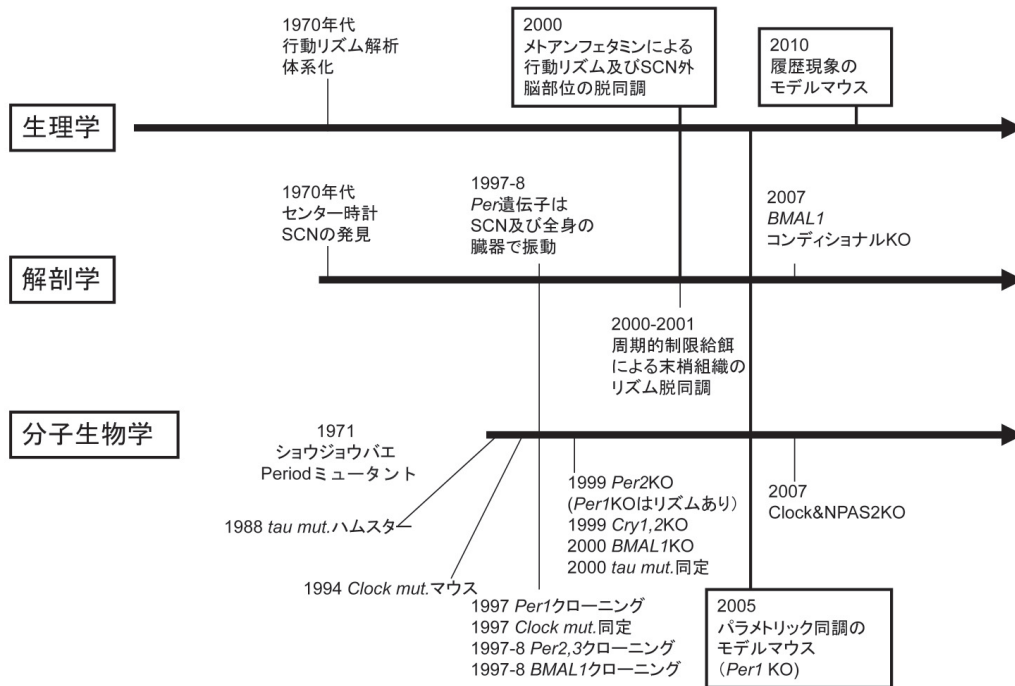 1970年代
行動リズム解析
体系化
2000
メトアンフェタミンによる
行動リズム及びSCN外
脳部位の脱同調
2010
履歴現象の
モデルマウス
生理学
1970年代
センター時計
SCNの発見
1997-8
Per遺伝子は
SCN及び全身の
臓器で振動
2007
BMAL1
コンディショナルKO
解剖学
2000-2001
周期的制限給餌
による末梢組織の
リズム脱同調
分子生物学
1971
ショウジョウバエ
Periodミュータント
1988 tau mut.ハムスター
1994 Clock mut.マウス
1999 Per2KO
(Per1KOはリズムあり)
1999 Cry1,2KO
2000 BMAL1KO
2000 tau mut.同定
2007
Clock&NPAS2KO
1997 Per1クローニング
1997 Clock mut.同定
1997-8 Per2,3クローニング
1997-8 BMAL1クローニング
2005
パラメトリック同調の
モデルマウス
（Per1 KO)